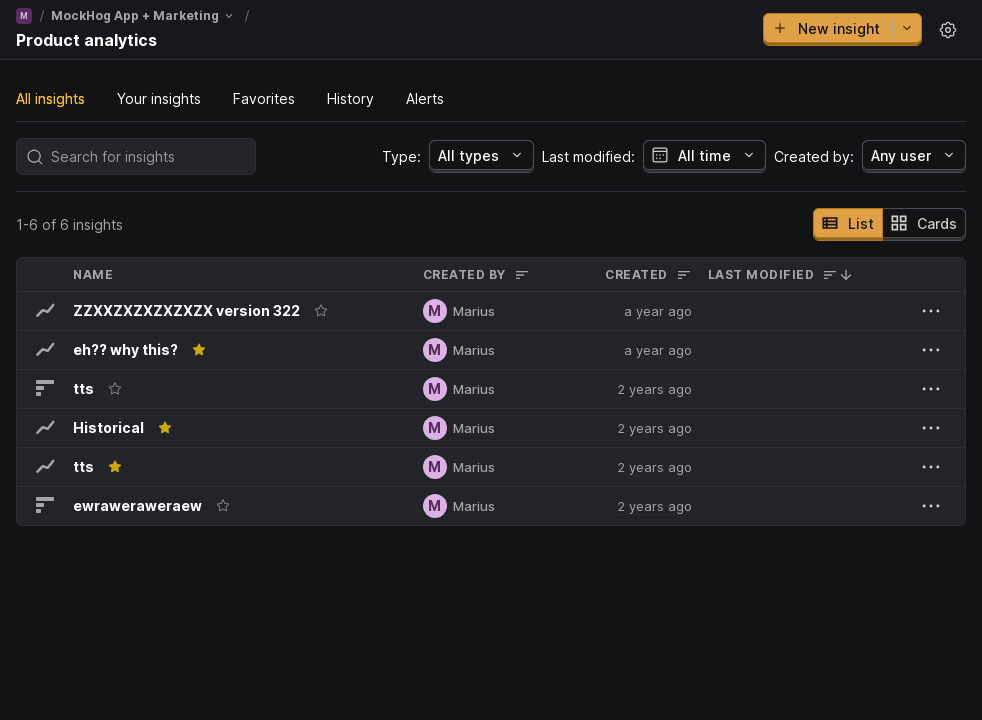 M / MockHog App + Marketing /
Product analytics
New insight
All insights Your insights Favorites History Alerts
Search for insights Type: All types Last modified: All time Created by: Any user
1-6 of 6 insights List Cards
NAME CREATED BY CREATED LAST MODIFIED
ZZXXZXZXZXZXZX version 322 M Marius a year ago
eh?? why this? M Marius a year ago
tts M Marius 2 years ago
Historical M Marius 2 years ago
tts M Marius 2 years ago
ewraweraweraew M Marius 2 years ago